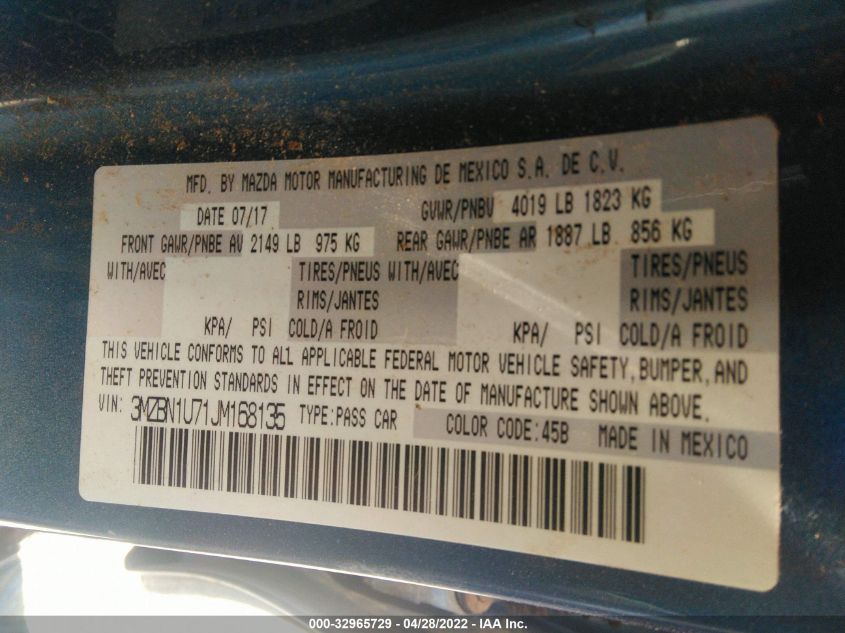 MFD. BY MAZDA MOTOR MANUFACTURING DE MEXICO S.A. DE C.V.
DATE 07/17 GVWR/PNBV 4019 LB 1823 KG
FRONT GAWR/PNBE AV 2149 LB 975 KG REAR GAWR/PNBE AR 1887 LB 856 KG
WITH/AVEC TIRES/PNEUS WITH/AVEC TIRES/PNEUS
RIMS/JANTES RIMS/JANTES
KPA/ PSI COLD/A FROID KPA/ PSI COLD/A FROID
THIS VEHICLE CONFORMS TO ALL APPLICABLE FEDERAL MOTOR VEHICLE SAFETY, BUMPER, AND
THEFT PREVENTION STANDARDS IN EFFECT ON THE DATE OF MANUFACTURE SHOWN ABOVE.
VIN: 3MZBN1U71JM168135 TYPE:PASS CAR COLOR CODE:45B MADE IN MEXICO
000-32965729 - 04/28/2022 - IAA Inc.